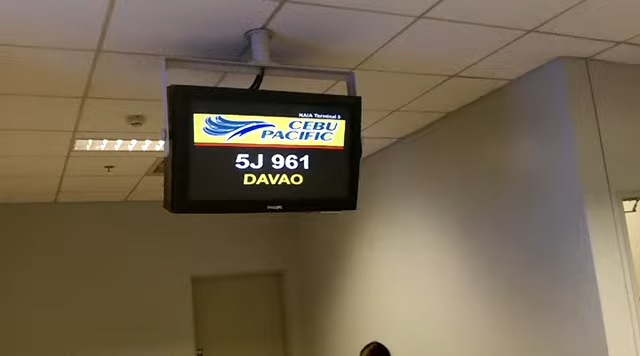 NAIA Terminal 3
CEBU
PACIFIC
5J 961
DAVAO
PHILIPS